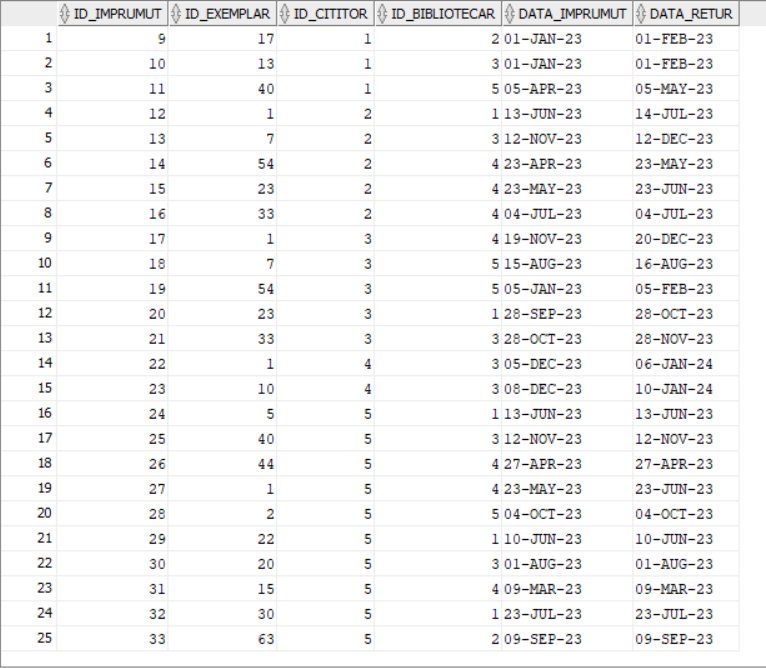 ID_IMPRUMUT ID_EXEMPLAR ID_CITITOR ID_BIBLIOTECAR DATA_IMPRUMUT DATA_RETUR
1 9 17 1 2 01-JAN-23 01-FEB-23
2 10 13 1 3 01-JAN-23 01-FEB-23
3 11 40 1 5 05-APR-23 05-MAY-23
4 12 1 2 1 13-JUN-23 14-JUL-23
5 13 7 2 3 12-NOV-23 12-DEC-23
6 14 54 2 4 23-APR-23 23-MAY-23
7 15 23 2 4 23-MAY-23 23-JUN-23
8 16 33 2 4 04-JUL-23 04-JUL-23
9 17 1 3 4 19-NOV-23 20-DEC-23
10 18 7 3 5 15-AUG-23 16-AUG-23
11 19 54 3 5 05-JAN-23 05-FEB-23
12 20 23 3 1 28-SEP-23 28-OCT-23
13 21 33 3 3 28-OCT-23 28-NOV-23
14 22 1 4 3 05-DEC-23 06-JAN-24
15 23 10 4 3 08-DEC-23 10-JAN-24
16 24 5 5 1 13-JUN-23 13-JUN-23
17 25 40 5 3 12-NOV-23 12-NOV-23
18 26 44 5 4 27-APR-23 27-APR-23
19 27 1 5 4 23-MAY-23 23-JUN-23
20 28 2 5 5 04-OCT-23 04-OCT-23
21 29 22 5 1 10-JUN-23 10-JUN-23
22 30 20 5 3 01-AUG-23 01-AUG-23
23 31 15 5 4 09-MAR-23 09-MAR-23
24 32 30 5 1 23-JUL-23 23-JUL-23
25 33 63 5 2 09-SEP-23 09-SEP-23